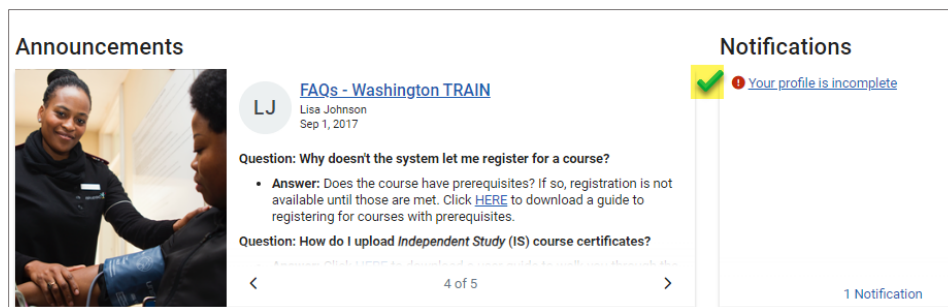 Announcements
LJ
FAQs - Washington TRAIN
Lisa Johnson
Sep 1, 2017
Question: Why doesn't the system let me register for a course?
• Answer: Does the course have prerequisites? If so, registration is not
available until those are met. Click HERE to download a guide to
registering for courses with prerequisites.
Question: How do I upload Independent Study (IS) course certificates?
4 of 5
Notifications
Your profile is incomplete
1 Notification